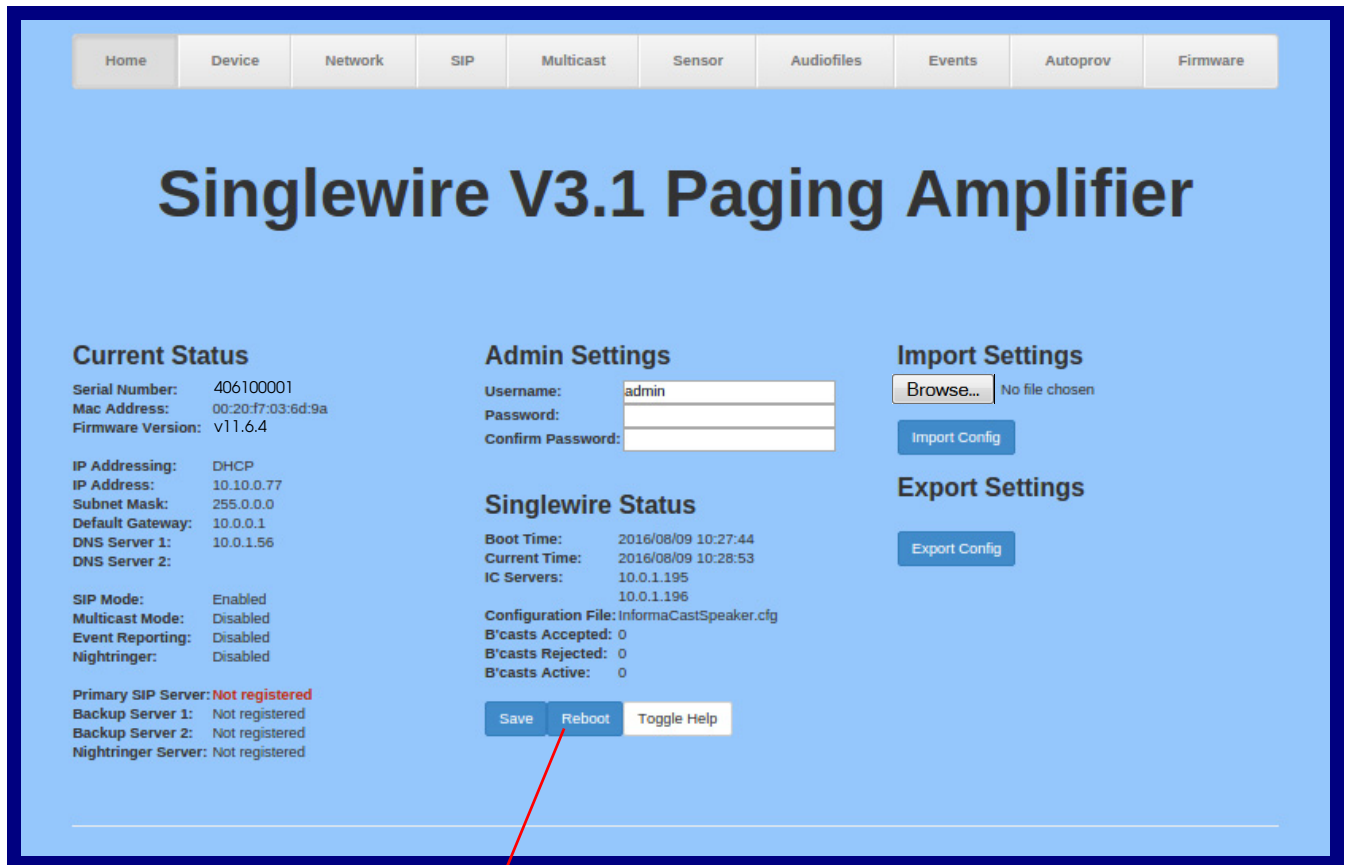 Home Device Network SIP Multicast Sensor Audiofiles Events Autoprov Firmware
Singlewire V3.1 Paging Amplifier
Current Status
Serial Number: 406100001
Mac Address: 00:20:f7:03:6d:9a
Firmware Version: v11.6.4
IP Addressing: DHCP
IP Address: 10.10.0.77
Subnet Mask: 255.0.0.0
Default Gateway: 10.0.0.1
DNS Server 1: 10.0.1.56
DNS Server 2:
SIP Mode: Enabled
Multicast Mode: Disabled
Event Reporting: Disabled
Nightringer: Disabled
Primary SIP Server: Not registered
Backup Server 1: Not registered
Backup Server 2: Not registered
Nightringer Server: Not registered
Admin Settings
Username: admin
Password:
Confirm Password:
Singlewire Status
Boot Time: 2016/08/09 10:27:44
Current Time: 2016/08/09 10:28:53
IC Servers: 10.0.1.195
10.0.1.196
Configuration File: InformaCastSpeaker.cfg
B'casts Accepted: 0
B'casts Rejected: 0
B'casts Active: 0
Save Reboot Toggle Help
Import Settings
Browse... No file chosen
Import Config
Export Settings
Export Config